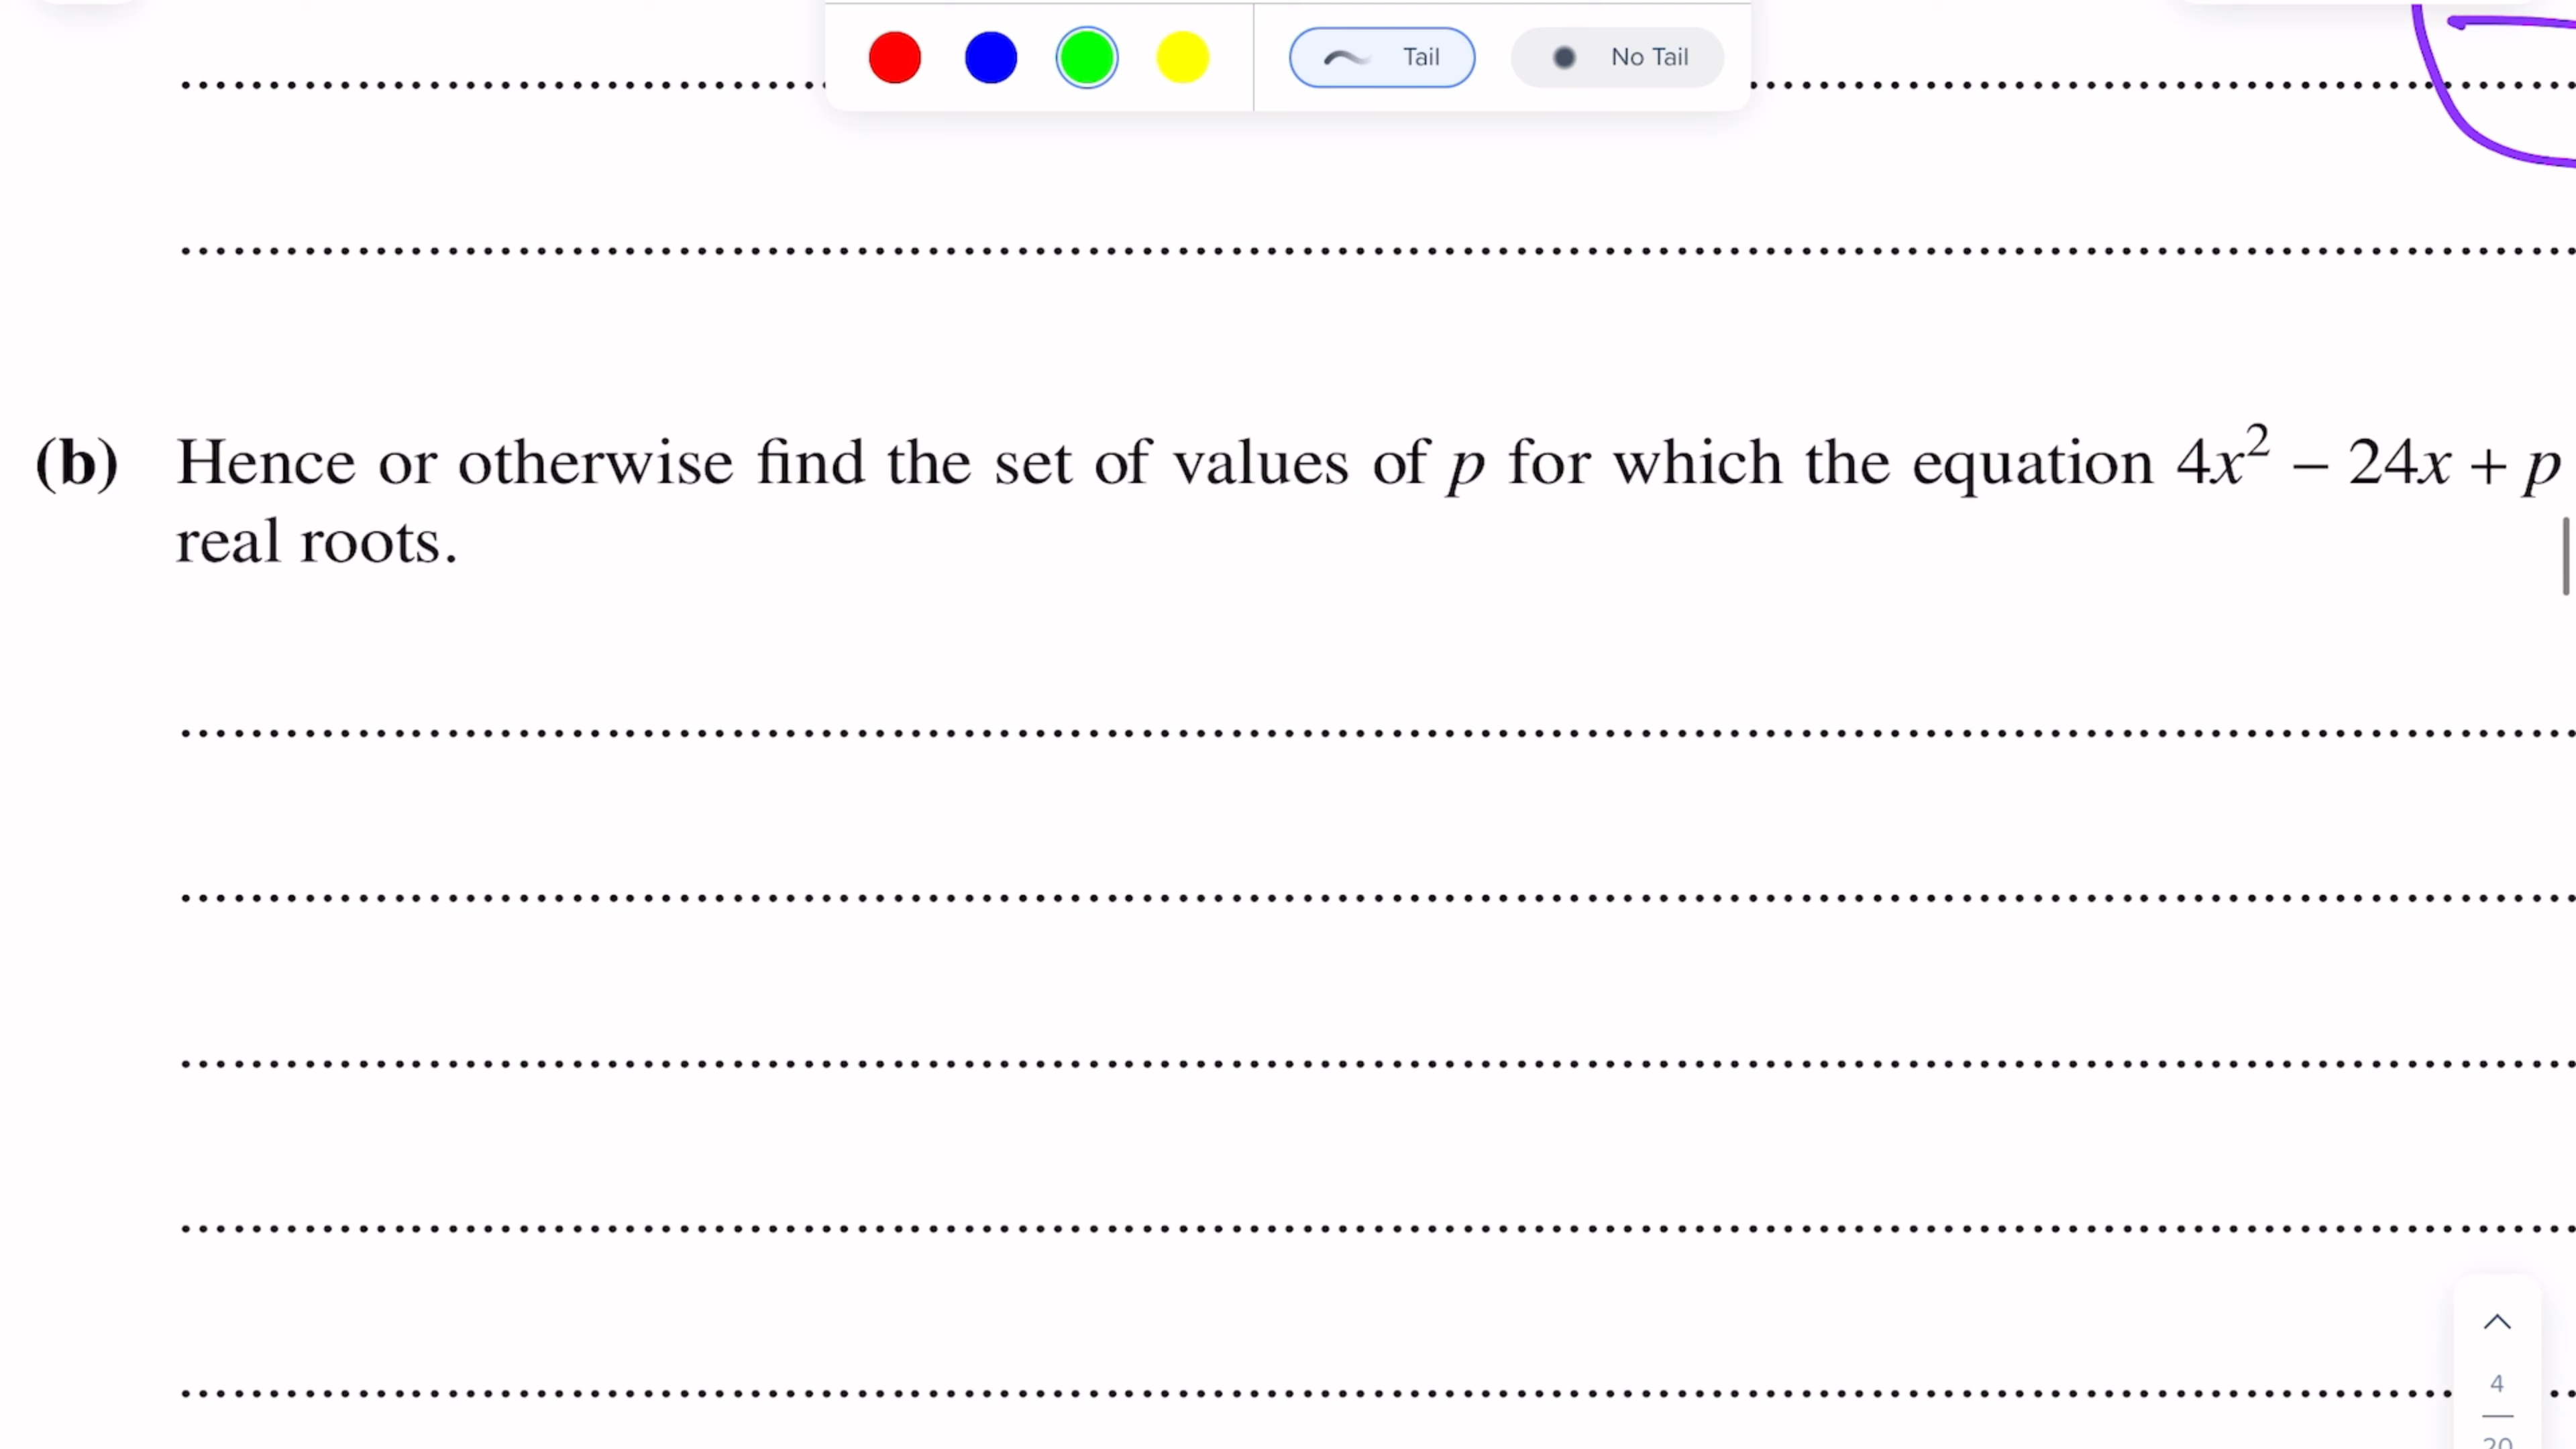 Tail No Tail
(b) Hence or otherwise find the set of values of p for which the equation 4x² – 24x + p
real roots.
4